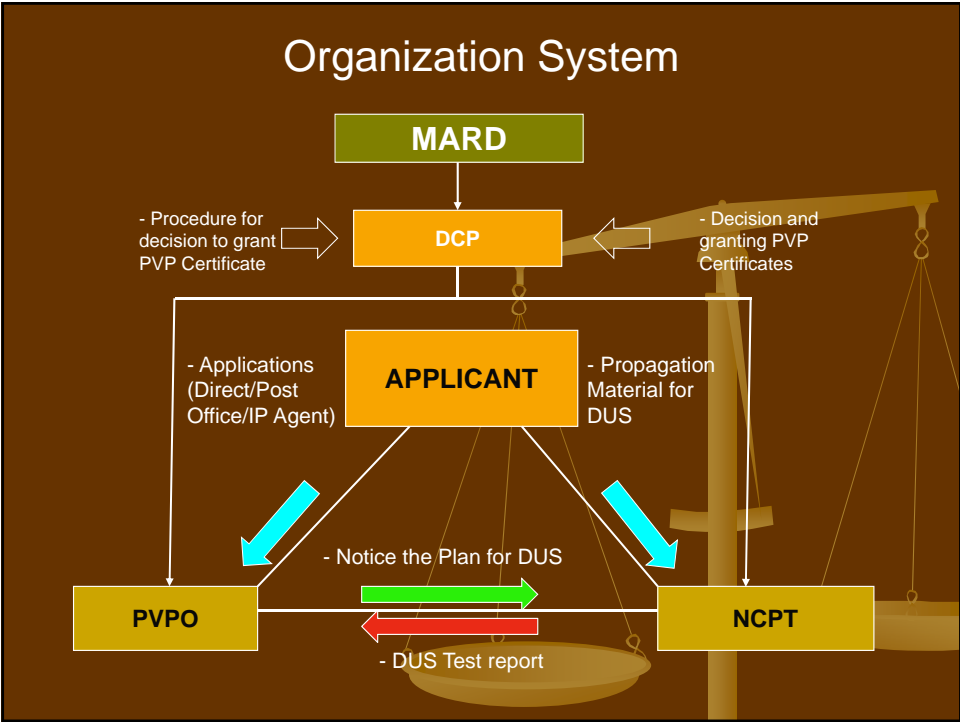 Organization System
MARD
- Procedure for
decision to grant
PVP Certificate
DCP
- Decision and
granting PVP
Certificates
- Applications
(Direct/Post
Office/IP Agent)
APPLICANT
- Propagation
Material for
DUS
- Notice the Plan for DUS
PVPO
NCPT
- DUS Test report